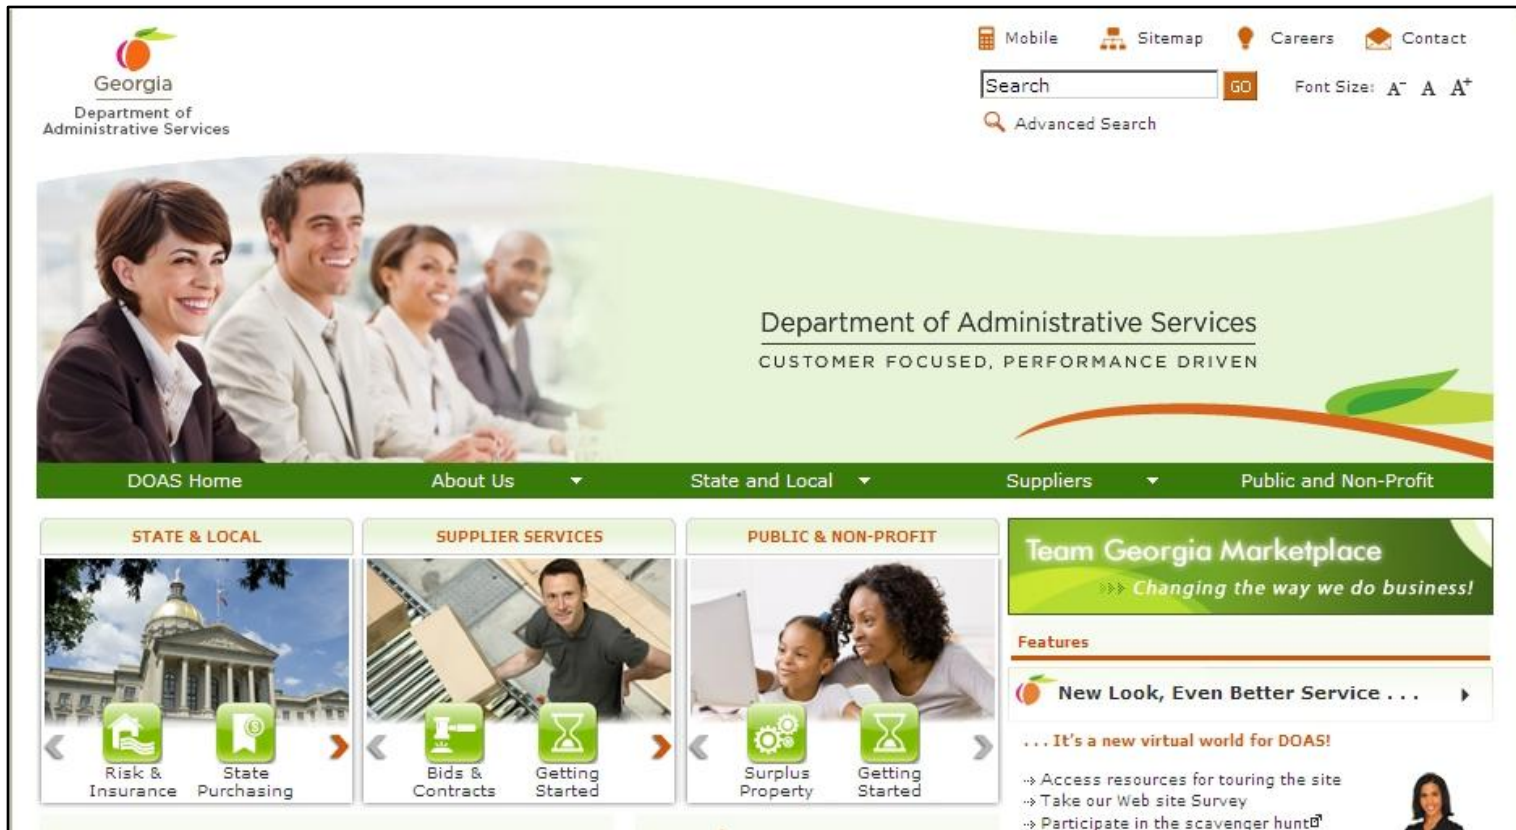 Georgia
Department of
Administrative Services
Mobile
Sitemap
Careers
Contact
Search
GO
Font Size: A- A A+
Advanced Search
Department of Administrative Services
CUSTOMER FOCUSED, PERFORMANCE DRIVEN
DOAS Home
About Us
State and Local
Suppliers
Public and Non-Profit
STATE & LOCAL
Risk &
Insurance
State
Purchasing
SUPPLIER SERVICES
Bids &
Contracts
Getting
Started
PUBLIC & NON-PROFIT
Surplus
Property
Getting
Started
Team Georgia Marketplace
Changing the way we do business!
Features
New Look, Even Better Service . . .
. . . It's a new virtual world for DOAS!
Access resources for touring the site
Take our Web site Survey
Participate in the scavenger hunt